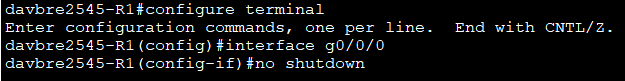 davbre2545-R1#configure terminal
Enter configuration commands, one per line.  End with CNTL/Z.
davbre2545-R1(config)#interface g0/0/0
davbre2545-R1(config-if)#no shutdown